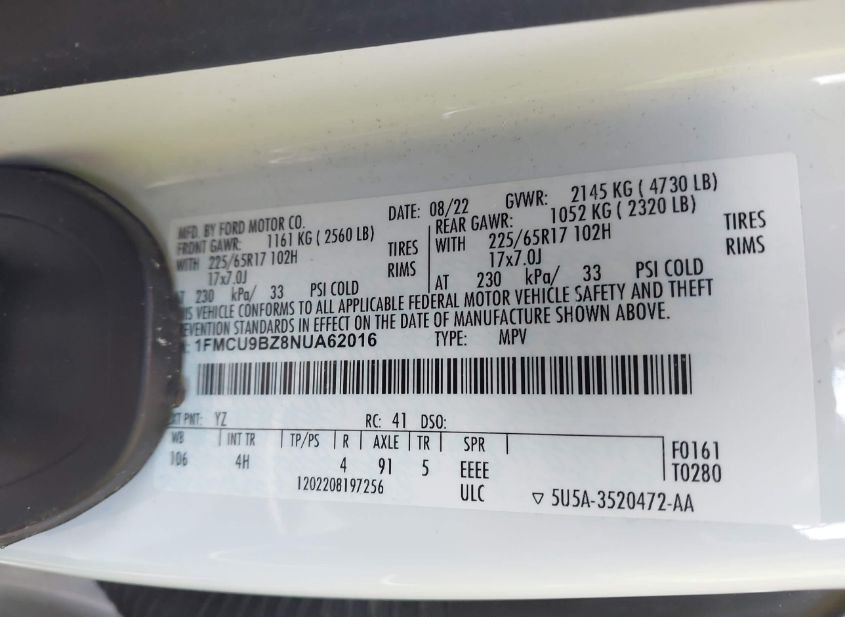 MFD. BY FORD MOTOR CO. DATE: 08/22 GVWR: 2145 KG ( 4730 LB)
FRONT GAWR: 1161 KG ( 2560 LB) REAR GAWR: 1052 KG ( 2320 LB)
WITH 225/65R17 102H TIRES WITH 225/65R17 102H TIRES
17x7.0J RIMS 17x7.0J RIMS
AT 230 kPa/ 33 PSI COLD AT 230 kPa/ 33 PSI COLD
IS VEHICLE CONFORMS TO ALL APPLICABLE FEDERAL MOTOR VEHICLE SAFETY AND THEFT
EVENTION STANDARDS IN EFFECT ON THE DATE OF MANUFACTURE SHOWN ABOVE.
: 1FMCU9BZ8NUA62016 TYPE: MPV
XT PNT: YZ RC: 41 DSO:
WB INT TR TP/PS R AXLE TR SPR F0161
106 4H 4 91 5 EEEE T0280
1202208197256 ULC ▽ 5U5A-3520472-AA